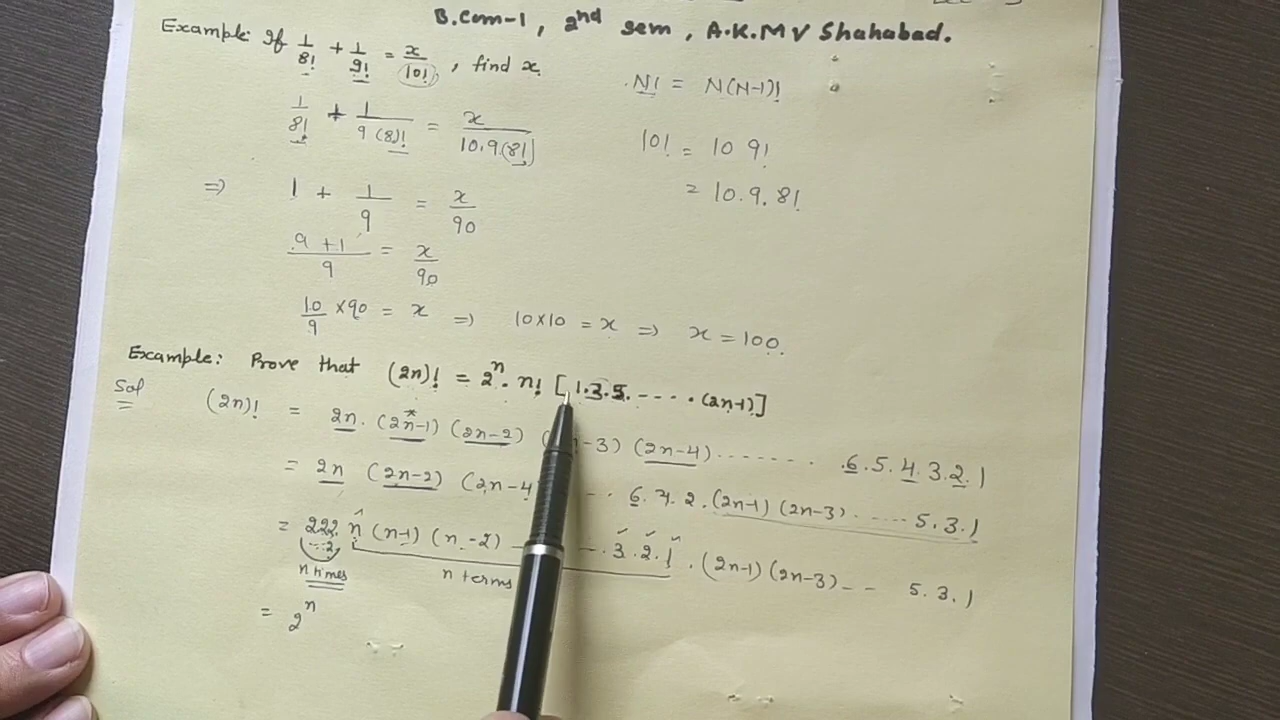 B.Com-1, 2nd sem, A.K.M V Shahabad.
Example: If 1/8! + 1/9! = x/10!, find x.
N! = N(N-1)!
1/8! + 1/9(8)! = x/10.9.(8!)
10! = 10 9!
= 10.9.8!
⇒ 1 + 1/9 = x/90
9+1/9 = x/90
10/9 × 90 = x ⇒ 10×10 = x ⇒ x = 100.
Example: Prove that (2n)! = 2^n . n! [1.3.5. ---- . (2n-1)]
Sol
(2n)! = 2n. (2n-1) (2n-2) (n-3) (2n-4) ....... .6.5.4.3.2.1
= 2n (2n-2) (2n-4 ... 6.4.2.(2n-1) (2n-3). .... 5.3.1
= 222...2 n (n-1) (n-2) ... 3.2.1 . (2n-1) (2n-3) -- 5.3.1
n times
n terms
= 2^n